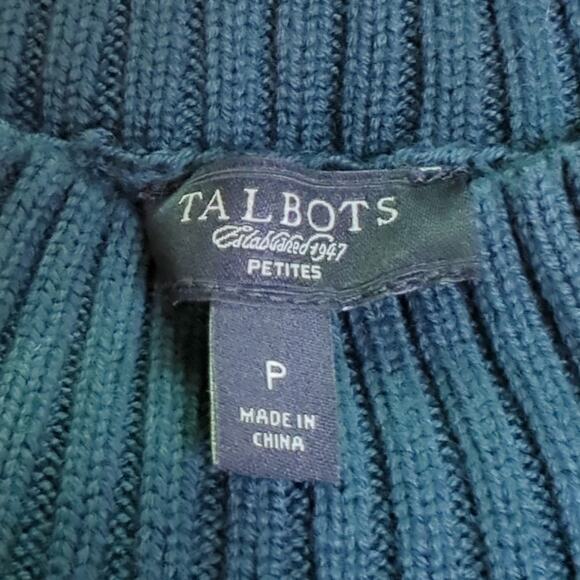 TALBOTS
Established 1947
PETITES
P
MADE IN
CHINA